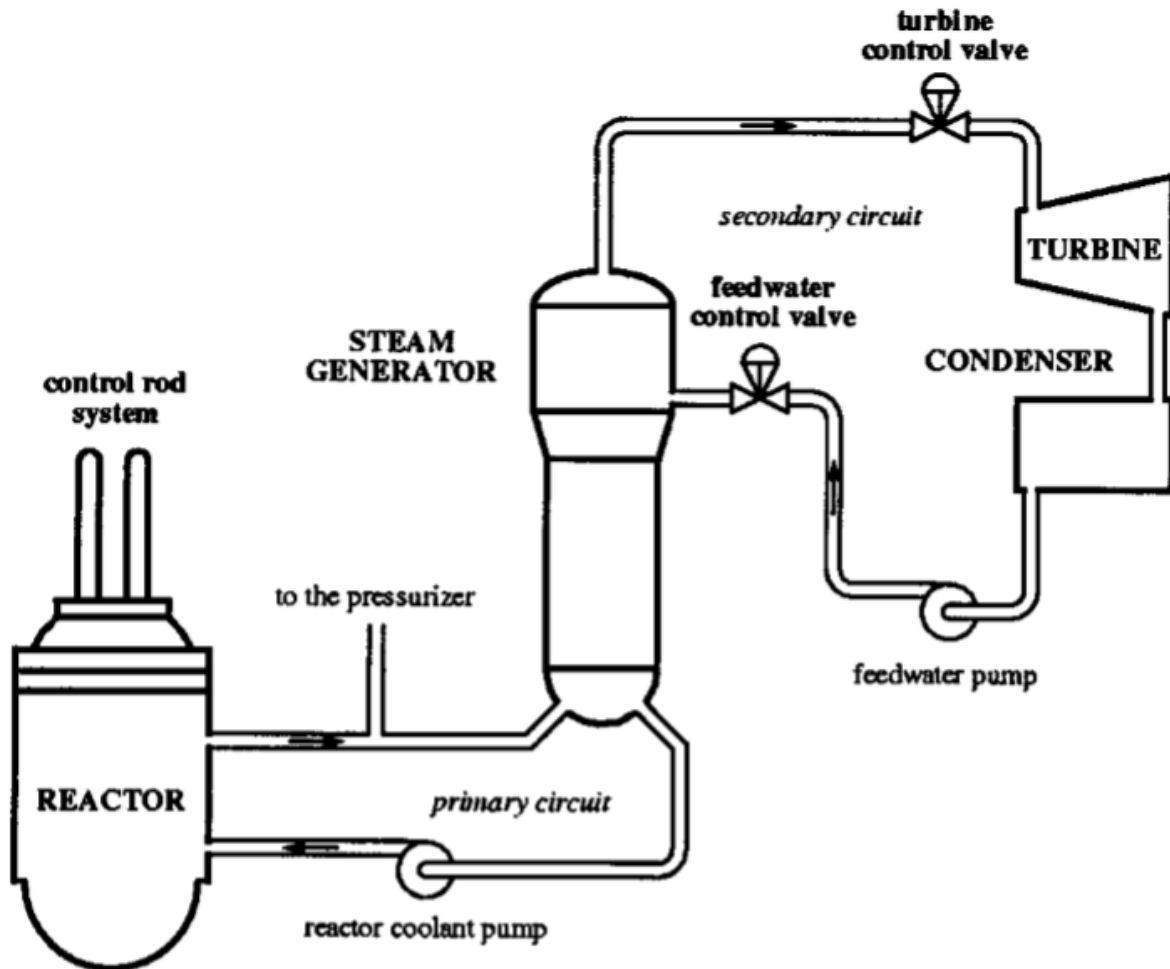 turbine
control valve
secondary circuit
TURBINE
feedwater
control valve
STEAM
GENERATOR
CONDENSER
control rod
system
to the pressurizer
feedwater pump
REACTOR
primary circuit
reactor coolant pump